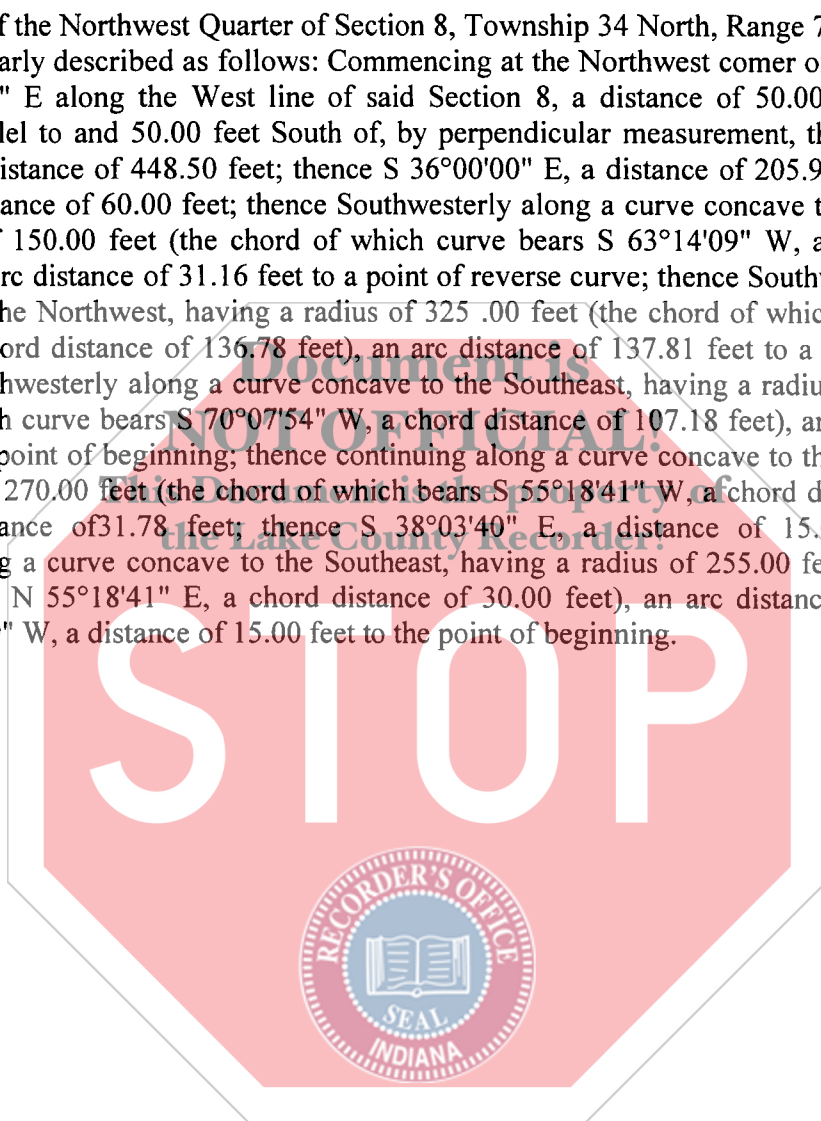 f the Northwest Quarter of Section 8, Township 34 North, Range 7
arly described as follows: Commencing at the Northwest comer o
" E along the West line of said Section 8, a distance of 50.00
lel to and 50.00 feet South of, by perpendicular measurement, th
istance of 448.50 feet; thence S 36°00'00" E, a distance of 205.9
ance of 60.00 feet; thence Southwesterly along a curve concave t
f 150.00 feet (the chord of which curve bears S 63°14'09" W, a
rc distance of 31.16 feet to a point of reverse curve; thence South
he Northwest, having a radius of 325 .00 feet (the chord of whic
ord distance of 136.78 feet), an arc distance of 137.81 feet to a
hwesterly along a curve concave to the Southeast, having a radiu
h curve bears S 70°07'54" W, a chord distance of 107.18 feet), an
point of beginning; thence continuing along a curve concave to th
270.00 feet (the chord of which bears S 55°18'41" W, a chord d
ance of31.78 feet; thence S 38°03'40" E, a distance of 15.
g a curve concave to the Southeast, having a radius of 255.00 fe
N 55°18'41" E, a chord distance of 30.00 feet), an arc distanc
" W, a distance of 15.00 feet to the point of beginning.
Document is
NOT OFFICIAL!
This Document is the property of
the Lake County Recorder!
STOP
RECORDER'S OFFICE
SEAL
INDIANA